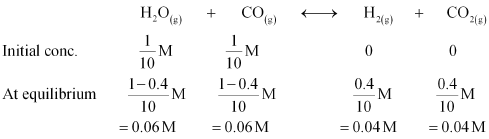 H₂O(g) + CO(g) ⟷ H₂(g) + CO₂(g)
Initial conc. 1/10 M 1/10 M 0 0
At equilibrium (1−0.4)/10 M (1−0.4)/10 M 0.4/10 M 0.4/10 M
= 0.06 M = 0.06 M = 0.04 M = 0.04 M